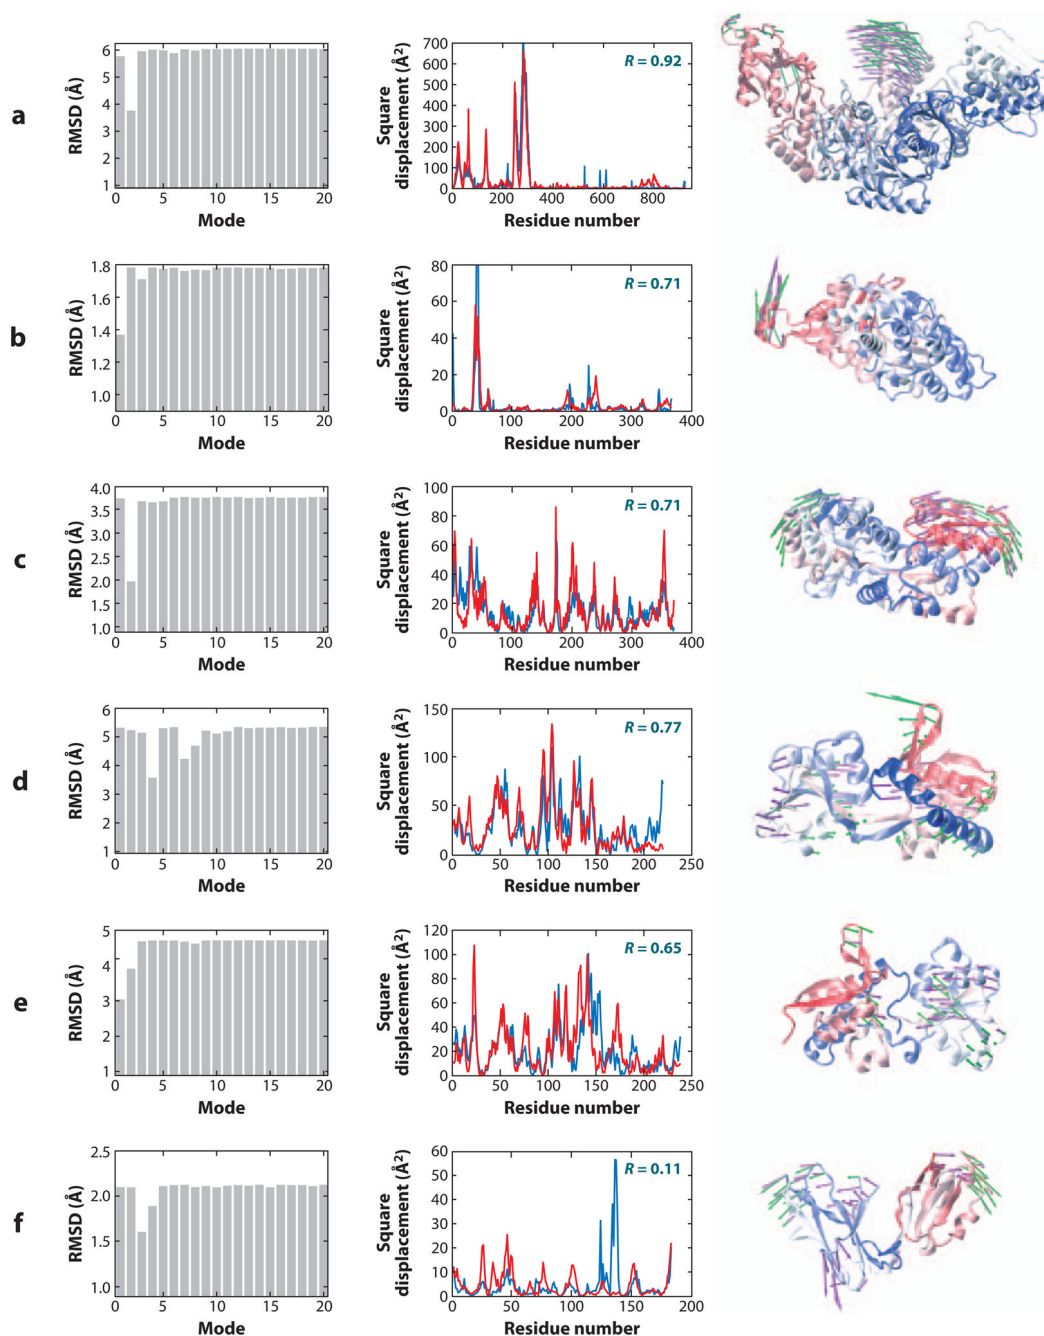 a
RMSD (Å)
6
5
4
3
2
1
0 5 10 15 20
Mode
Square displacement (Å²)
700
600
500
400
300
200
100
0
0 200 400 600 800
Residue number
R = 0.92
b
RMSD (Å)
1.8
1.6
1.4
1.2
1.0
0 5 10 15 20
Mode
Square displacement (Å²)
80
60
40
20
0
0 100 200 300 400
Residue number
R = 0.71
c
RMSD (Å)
4.0
3.5
3.0
2.5
2.0
1.5
1.0
0 5 10 15 20
Mode
Square displacement (Å²)
100
80
60
40
20
0
0 100 200 300 400
Residue number
R = 0.71
d
RMSD (Å)
6
5
4
3
2
1
0 5 10 15 20
Mode
Square displacement (Å²)
150
100
50
0
0 50 100 150 200 250
Residue number
R = 0.77
e
RMSD (Å)
5
4
3
2
1
0 5 10 15 20
Mode
Square displacement (Å²)
120
100
80
60
40
20
0
0 50 100 150 200 250
Residue number
R = 0.65
f
RMSD (Å)
2.5
2.0
1.5
1.0
0 5 10 15 20
Mode
Square displacement (Å²)
60
50
40
30
20
10
0
0 50 100 150 200
Residue number
R = 0.11